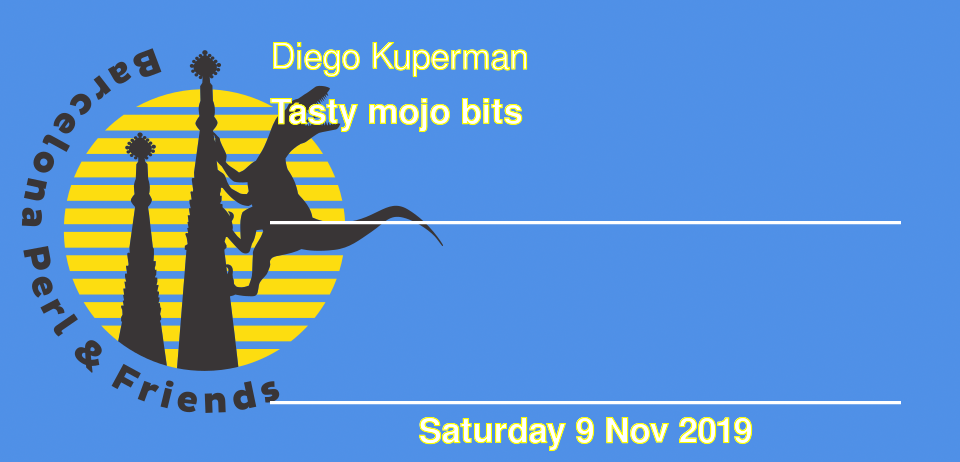 Barcelona Perl & Friends
Diego Kuperman
Tasty mojo bits
Saturday 9 Nov 2019